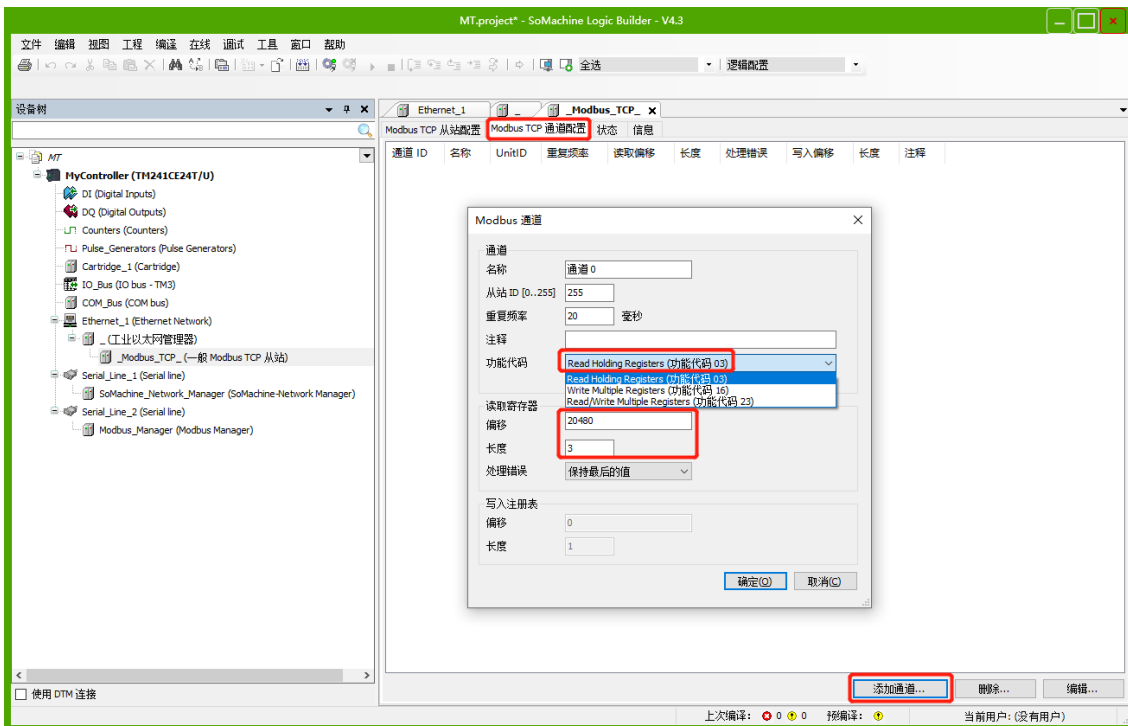 MT.project* - SoMachine Logic Builder - V4.3
文件 编辑 视图 工程 编译 在线 调试 工具 窗口 帮助
全选 逻辑配置
设备树
Ethernet_1 _ _Modbus_TCP_
Modbus TCP 从站配置 Modbus TCP 通道配置 状态 信息
通道 ID 名称 UnitID 重复频率 读取偏移 长度 处理错误 写入偏移 长度 注释
MT
MyController (TM241CE24T/U)
DI (Digital Inputs)
DQ (Digital Outputs)
Counters (Counters)
Pulse_Generators (Pulse Generators)
Cartridge_1 (Cartridge)
IO_Bus (IO bus - TM3)
COM_Bus (COM bus)
Ethernet_1 (Ethernet Network)
_ (工业以太网管理器)
_Modbus_TCP_ (一般 Modbus TCP 从站)
Serial_Line_1 (Serial line)
SoMachine_Network_Manager (SoMachine-Network Manager)
Serial_Line_2 (Serial line)
Modbus_Manager (Modbus Manager)
Modbus 通道
通道
名称 通道 0
从站 ID [0..255] 255
重复频率 20 毫秒
注释
功能代码 Read Holding Registers (功能代码 03)
Read Holding Registers (功能代码 03)
Write Multiple Registers (功能代码 16)
Read/Write Multiple Registers (功能代码 23)
读取寄存器
偏移 20480
长度 3
处理错误 保持最后的值
写入注册表
偏移 0
长度 1
确定(O) 取消(C)
使用 DTM 连接
添加通道... 删除... 编辑...
上次编译: 0 0 预编译: 当前用户: (没有用户)